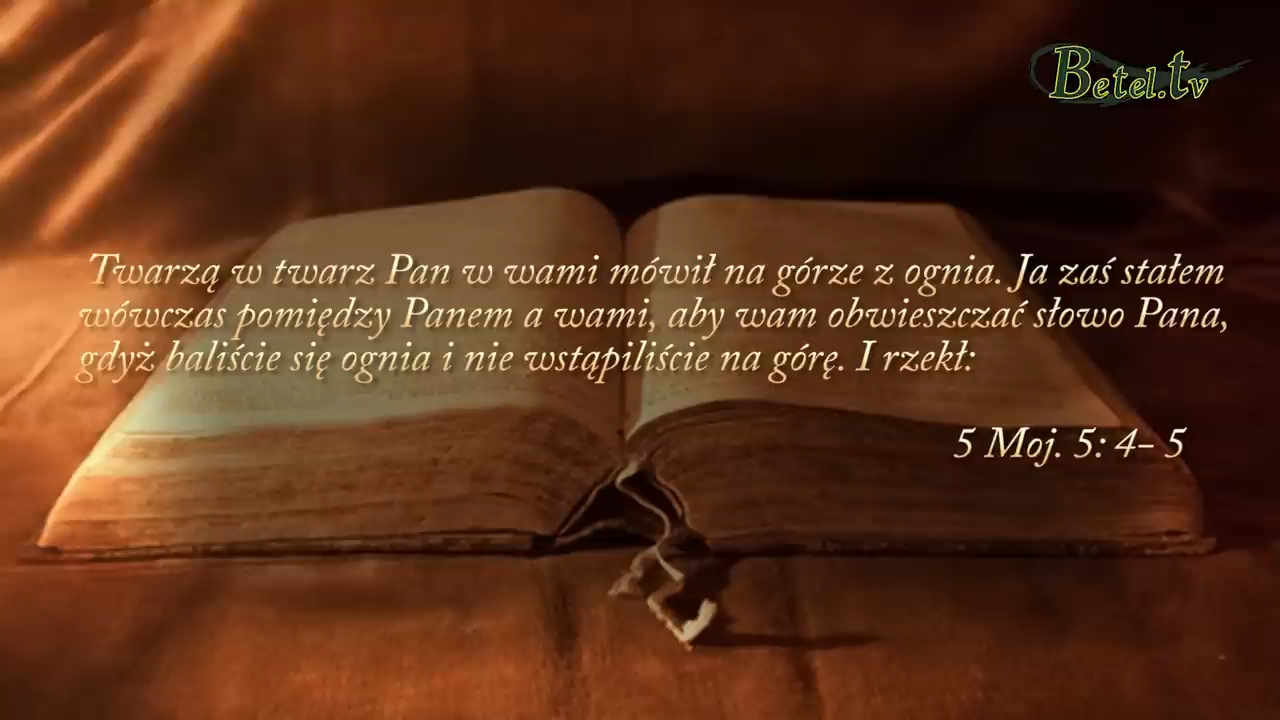 Betel.tv
Twarzą w twarz Pan w wami mówił na górze z ognia. Ja zaś stałem
wówczas pomiędzy Panem a wami, aby wam obwieszczać słowo Pana,
gdyż baliście się ognia i nie wstąpiliście na górę. I rzekł:
5 Moj. 5: 4- 5